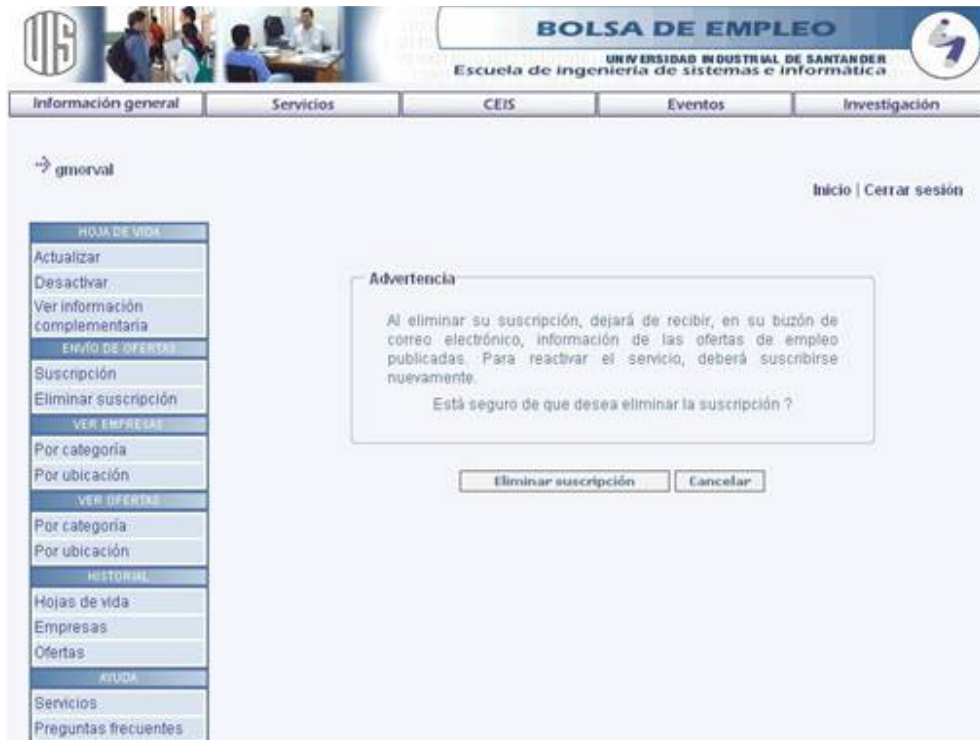 UIS
BOLSA DE EMPLEO
UNIVERSIDAD INDUSTRIAL DE SANTANDER
Escuela de ingeniería de sistemas e informática
Información general
Servicios
CEIS
Eventos
Investigación
gmorval
Inicio | Cerrar sesión
HOJA DE VIDA
Actualizar
Desactivar
Ver información
complementaria
ENVÍO DE OFERTAS
Suscripción
Eliminar suscripción
VER EMPRESAS
Por categoría
Por ubicación
VER OFERTAS
Por categoría
Por ubicación
HISTORIAL
Hojas de vida
Empresas
Ofertas
AYUDA
Servicios
Preguntas frecuentes
Advertencia
Al eliminar su suscripción, dejará de recibir, en su buzón de
correo electrónico, información de las ofertas de empleo
publicadas. Para reactivar el servicio, deberá suscribirse
nuevamente.
Está seguro de que desea eliminar la suscripción ?
Eliminar suscripción
Cancelar